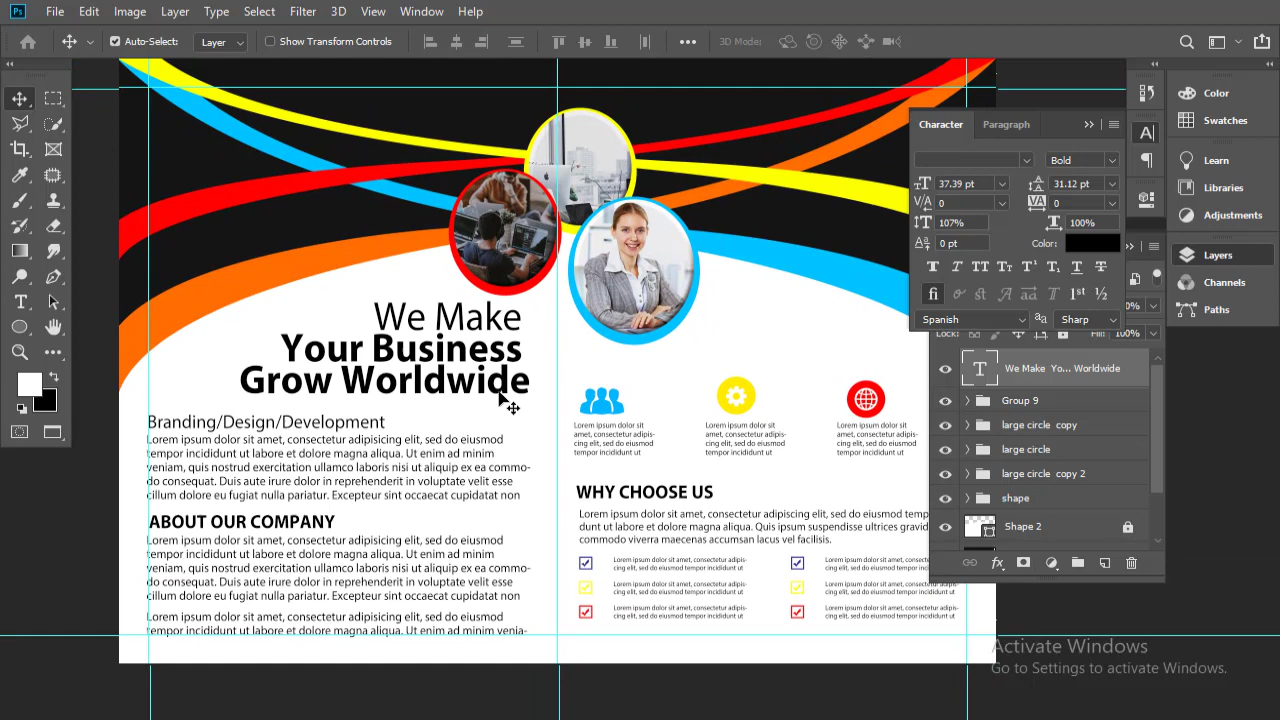 Ps File Edit Image Layer Type Select Filter 3D View Window Help
Auto-Select: Layer Show Transform Controls 3D Mode:
Color
Swatches
Learn
Libraries
Adjustments
Layers
Channels
Paths
Character Paragraph
Bold
37.39 pt 31.12 pt
0 0
107% 100%
0 pt Color:
Spanish Sharp
Lock: Fill: 100%
We Make Yo... Worldwide
Group 9
large circle copy
large circle
large circle copy 2
shape
Shape 2
We Make
Your Business
Grow Worldwide
Branding/Design/Development
Lorem ipsum dolor sit amet, consectetur adipisicing elit, sed do eiusmod
tempor incididunt ut labore et dolore magna aliqua. Ut enim ad minim
veniam, quis nostrud exercitation ullamco laboris nisi ut aliquip ex ea commo-
do consequat. Duis aute irure dolor in reprehenderit in voluptate velit esse
cillum dolore eu fugiat nulla pariatur. Excepteur sint occaecat cupidatat non
ABOUT OUR COMPANY
Lorem ipsum dolor sit amet, consectetur adipisicing elit, sed do eiusmod
tempor incididunt ut labore et dolore magna aliqua. Ut enim ad minim
veniam, quis nostrud exercitation ullamco laboris nisi ut aliquip ex ea commo-
do consequat. Duis aute irure dolor in reprehenderit in voluptate velit esse
cillum dolore eu fugiat nulla pariatur. Excepteur sint occaecat cupidatat non
Lorem ipsum dolor sit amet, consectetur adipisicing elit, sed do eiusmod
tempor incididunt ut labore et dolore magna aliqua. Ut enim ad minim venia-
Lorem ipsum dolor sit
amet, consectetur adipis-
cing elit, sed do eiusmod
tempor incididunt ut
Lorem ipsum dolor sit
amet, consectetur adipis-
cing elit, sed do eiusmod
tempor incididunt ut
Lorem ipsum dolor sit
amet, consectetur adipis-
cing elit, sed do eiusmod
tempor incididunt ut
WHY CHOOSE US
Lorem ipsum dolor sit amet, consectetur adipiscing elit, sed do eiusmod tempor
dunt ut labore et dolore magna aliqua. Quis ipsum suspendisse ultrices gravid
commodo viverra maecenas accumsan lacus vel facilisis.
Lorem ipsum dolor sit amet, consectetur adipis-
cing elit, sed do eiusmod tempor incididunt ut
Lorem ipsum dolor sit amet, consectetur adipis-
cing elit, sed do eiusmod tempor incididunt ut
Lorem ipsum dolor sit amet, consectetur adipis-
cing elit, sed do eiusmod tempor incididunt ut
Lorem ipsum dolor sit amet, consectetur adipis-
cing elit, sed do eiusmod tempor incididunt ut
Lorem ipsum dolor sit amet, consectetur adipis-
cing elit, sed do eiusmod tempor incididunt ut
Lorem ipsum dolor sit amet, consectetur adipis-
cing elit, sed do eiusmod tempor incididunt ut
Activate Windows
Go to Settings to activate Windows.